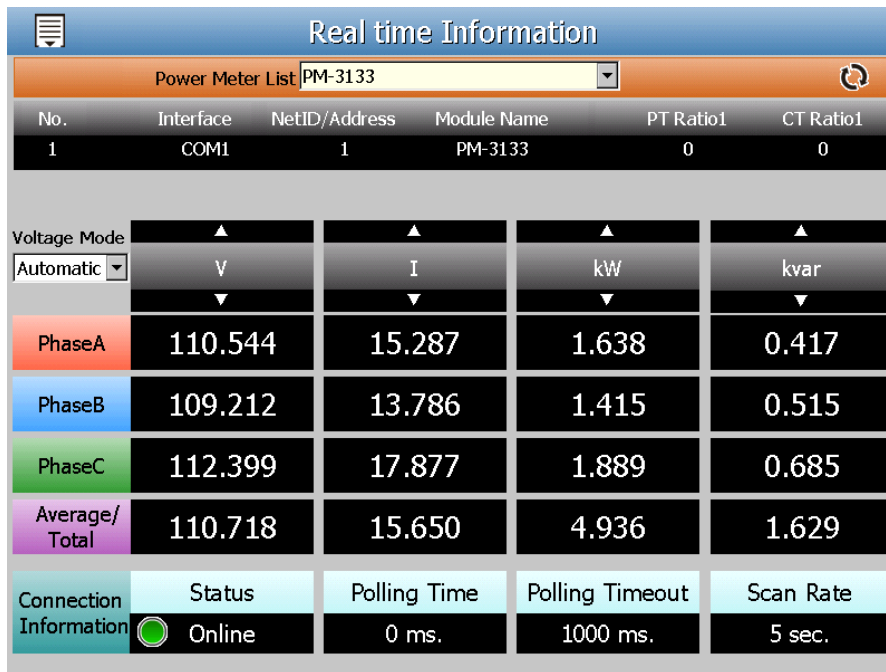 Real time Information
Power Meter List PM-3133
No. Interface NetID/Address Module Name PT Ratio1 CT Ratio1
1 COM1 1 PM-3133 0 0
Voltage Mode
Automatic V I kW kvar
PhaseA 110.544 15.287 1.638 0.417
PhaseB 109.212 13.786 1.415 0.515
PhaseC 112.399 17.877 1.889 0.685
Average/
Total 110.718 15.650 4.936 1.629
Connection
Information
Status Polling Time Polling Timeout Scan Rate
Online 0 ms. 1000 ms. 5 sec.